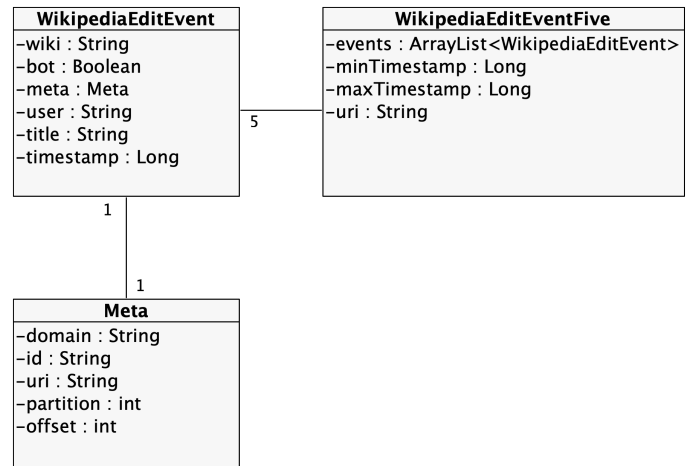 WikipediaEditEvent
–wiki : String
–bot : Boolean
–meta : Meta
–user : String
–title : String
–timestamp : Long
WikipediaEditEventFive
–events : ArrayList<WikipediaEditEvent>
–minTimestamp : Long
–maxTimestamp : Long
–uri : String
5
1
1
Meta
–domain : String
–id : String
–uri : String
–partition : int
–offset : int